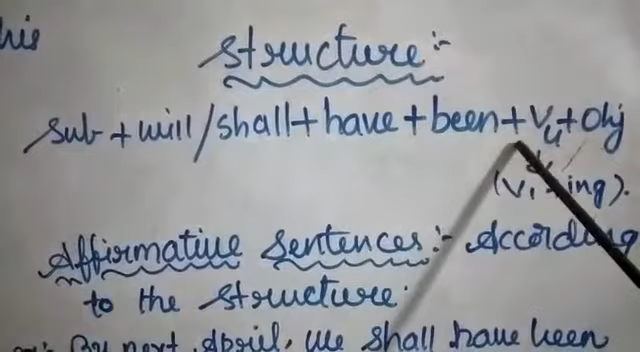 his
Structure:-
Sub + will/shall + have + been + V4 + Obj
(V1 + ing).
Affirmative Sentences:- According
to the structure:
By next April, we shall have been